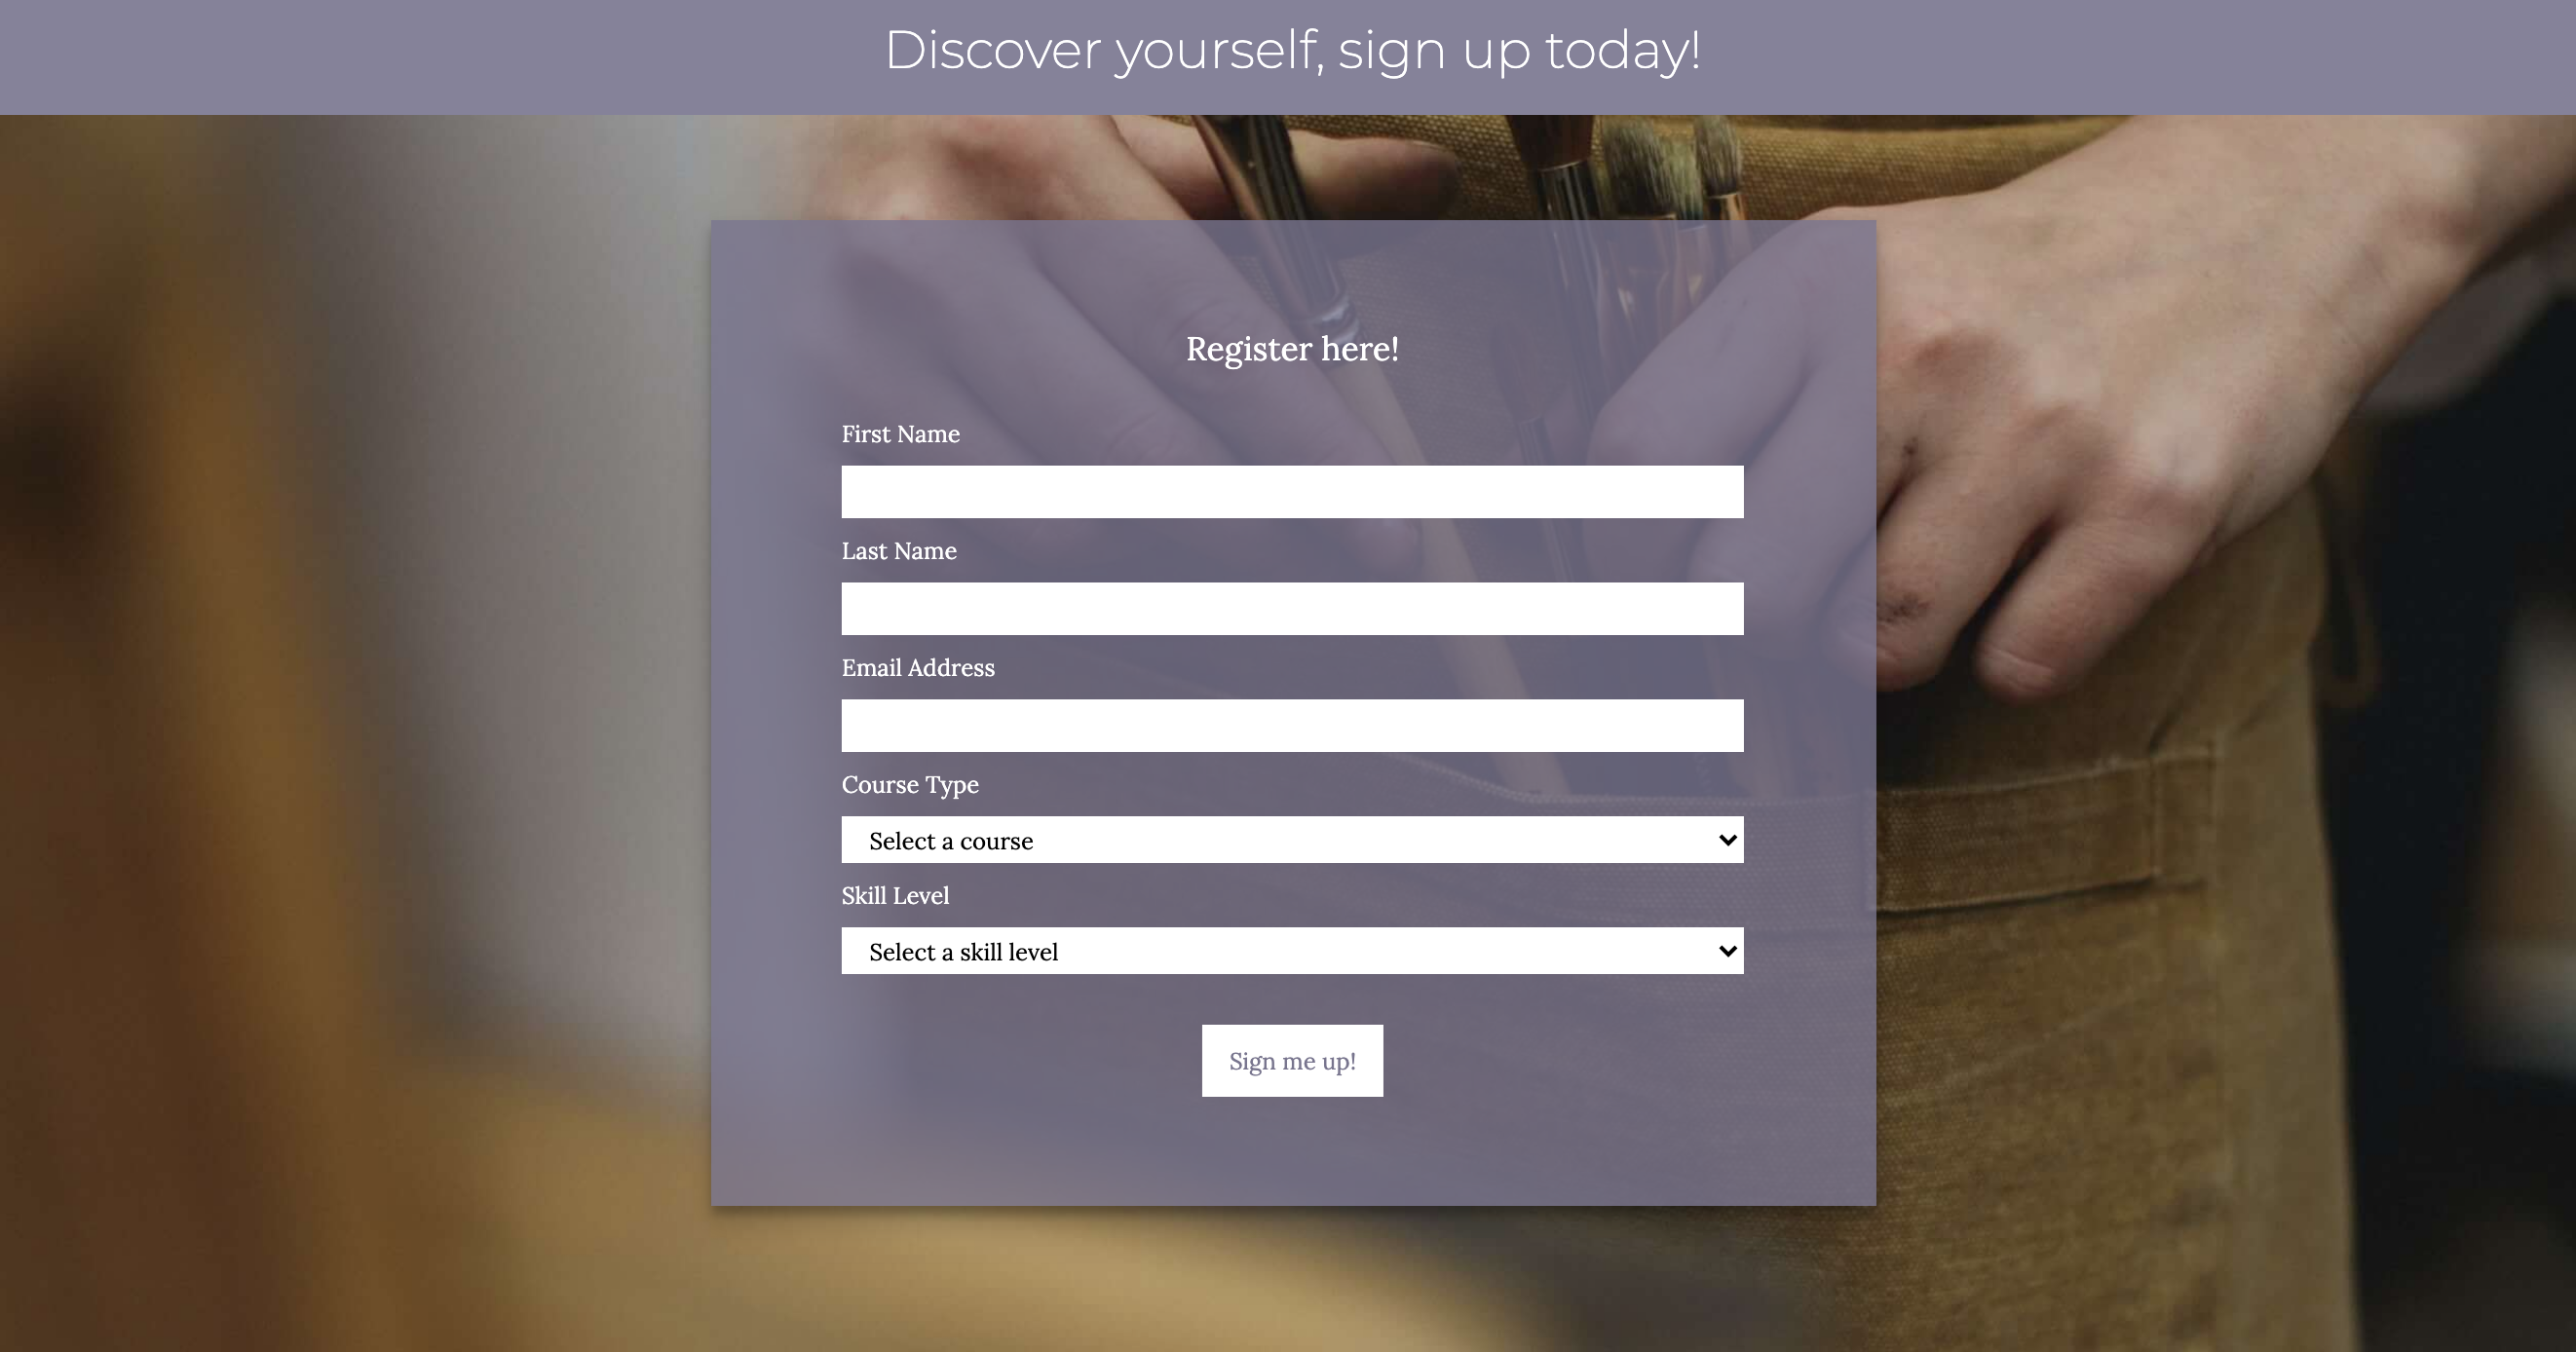 Discover yourself, sign up today!
Register here!
First Name
Last Name
Email Address
Course Type
Select a course
Skill Level
Select a skill level
Sign me up!